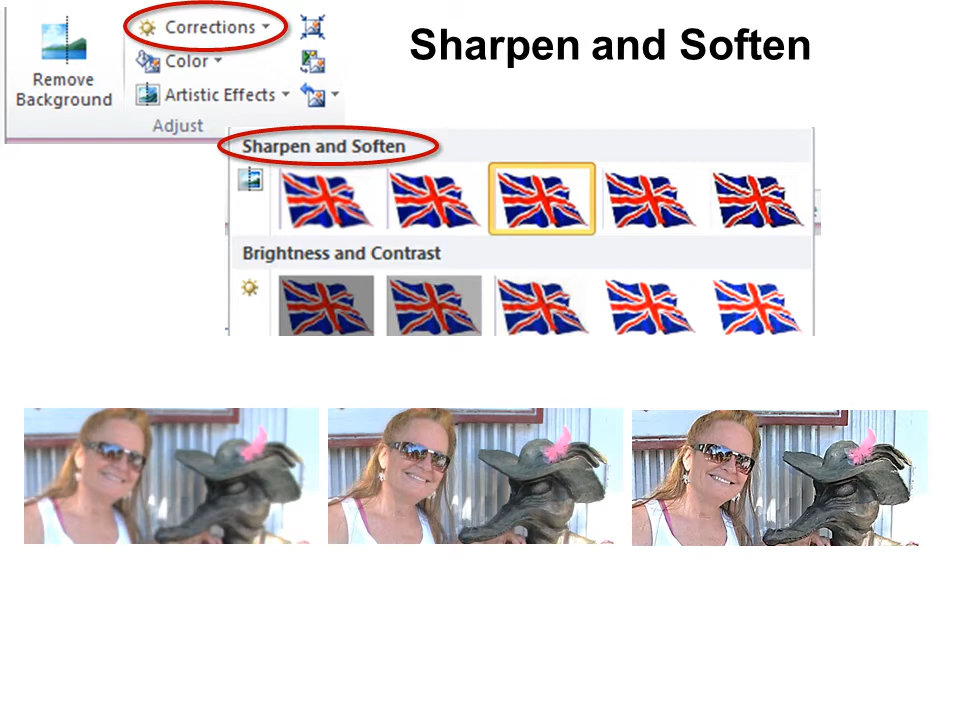 Corrections
Sharpen and Soften
Remove
Background
Color
Artistic Effects
Adjust
Sharpen and Soften
Brightness and Contrast